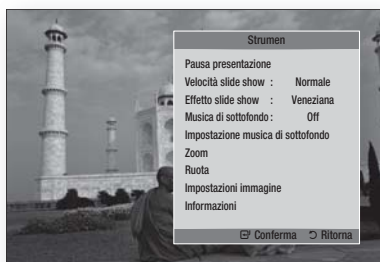 Strumen
Pausa presentazione
Velocità slide show : Normale
Effetto slide show : Veneziana
Musica di sottofondo : Off
Impostazione musica di sottofondo
Zoom
Ruota
Impostazioni immagine
Informazioni
Conferma Ritorna